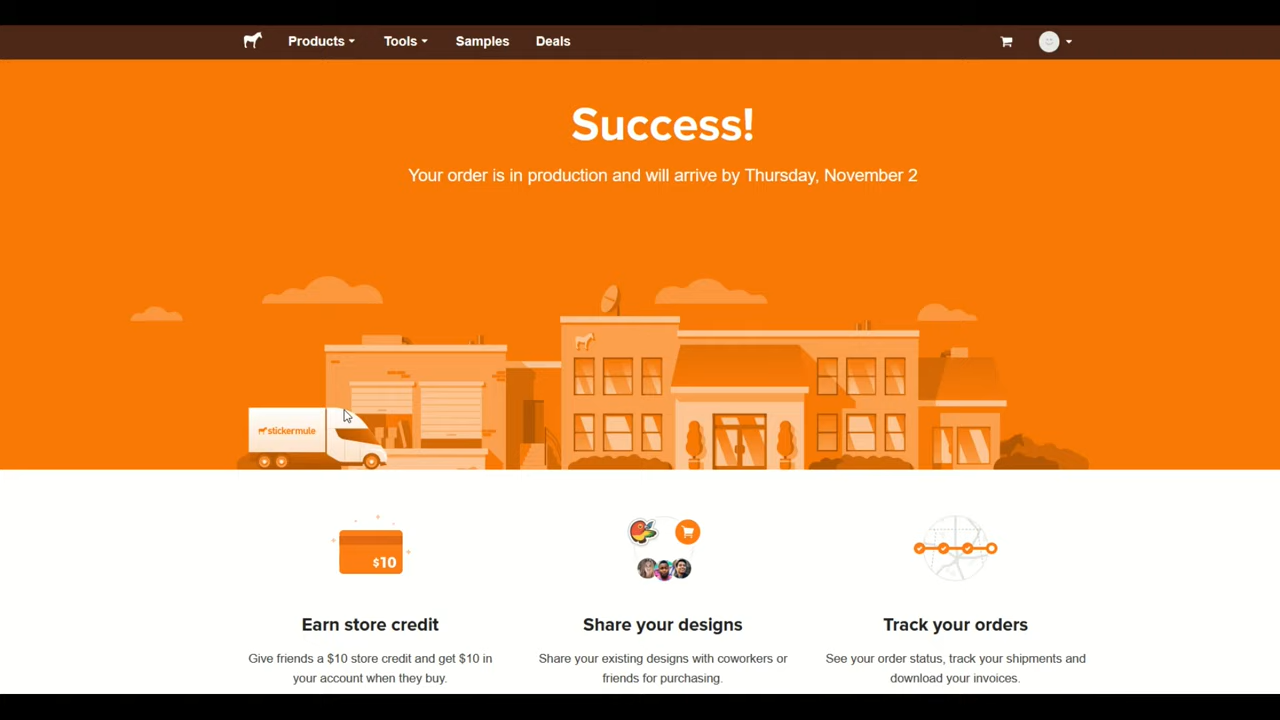 Products Tools Samples Deals
Success!
Your order is in production and will arrive by Thursday, November 2
stickermule
$10
Earn store credit
Give friends a $10 store credit and get $10 in
your account when they buy.
Share your designs
Share your existing designs with coworkers or
friends for purchasing.
Track your orders
See your order status, track your shipments and
download your invoices.